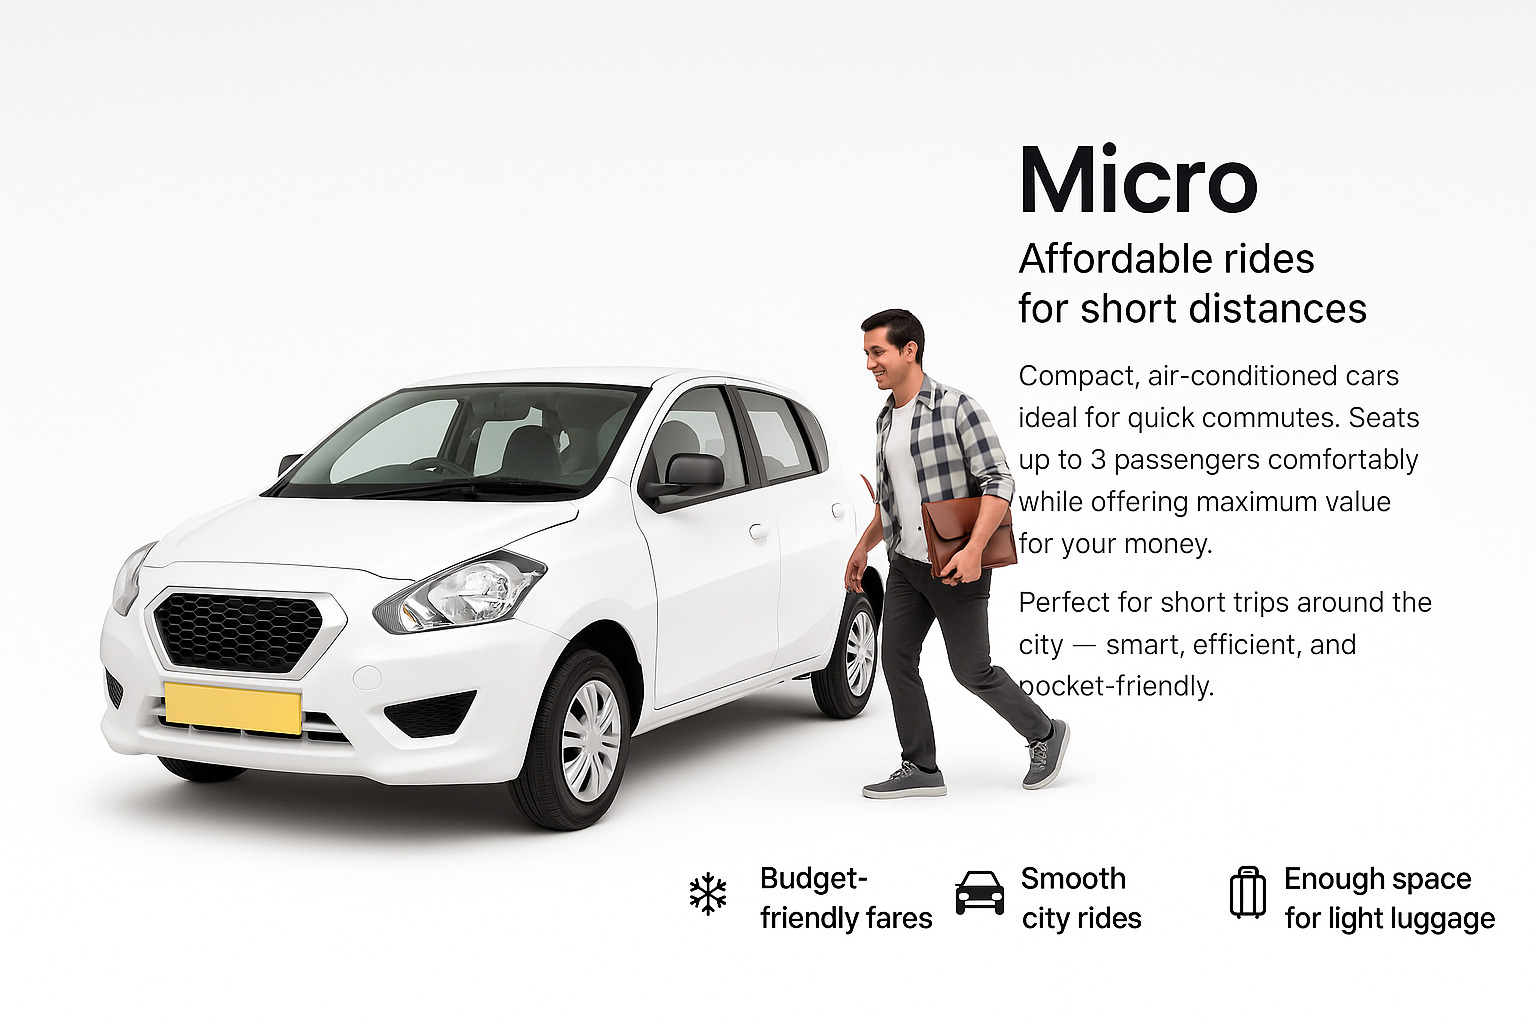 Micro
Affordable rides
for short distances
Compact, air-conditioned cars
ideal for quick commutes. Seats
up to 3 passengers comfortably
while offering maximum value
for your money.
Perfect for short trips around the
city — smart, efficient, and
pocket-friendly.
Budget-
friendly fares
Smooth
city rides
Enough space
for light luggage